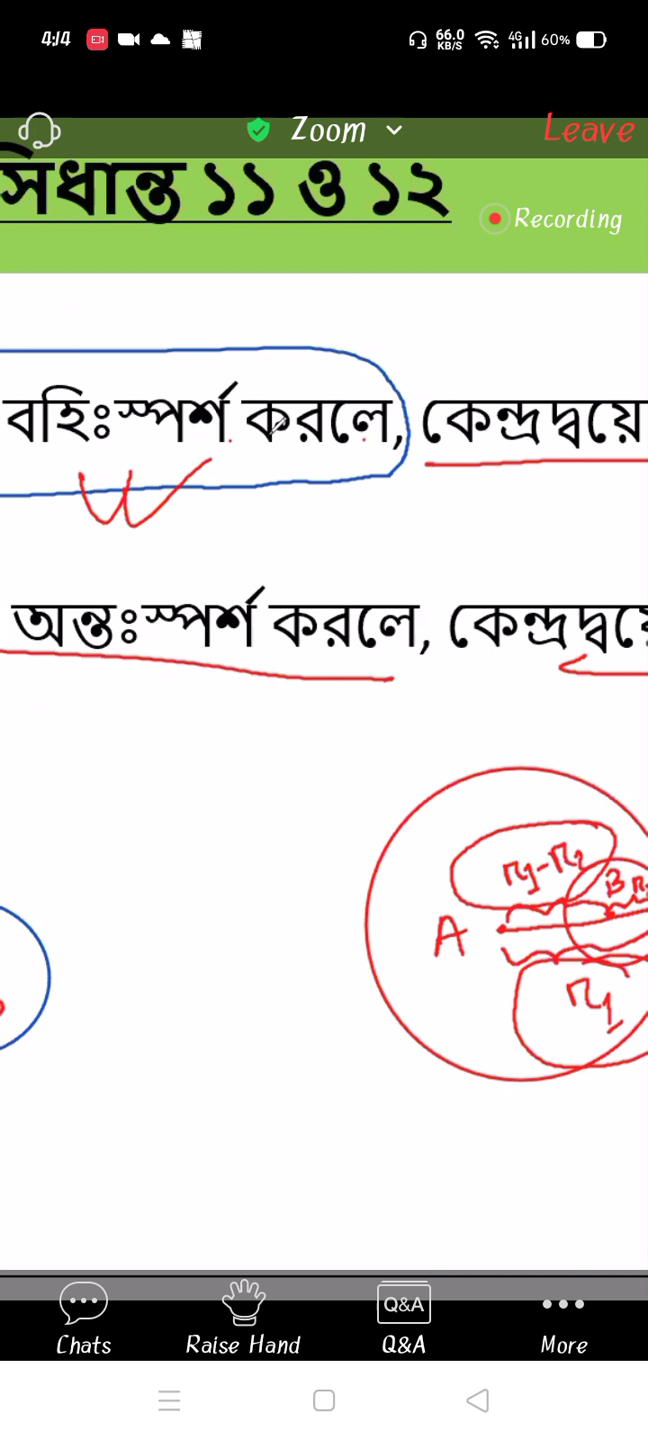 4:14 66.0 KB/S 4G 60%
Zoom Leave
সিধান্ত ১১ ও ১২
Recording
বহিঃস্পর্শ করলে, কেন্দ্রদ্বয়ে
অন্তঃস্পর্শ করলে, কেন্দ্রদ্বয়ে
r1-r2
B
A
r1
Chats Raise Hand Q&A More